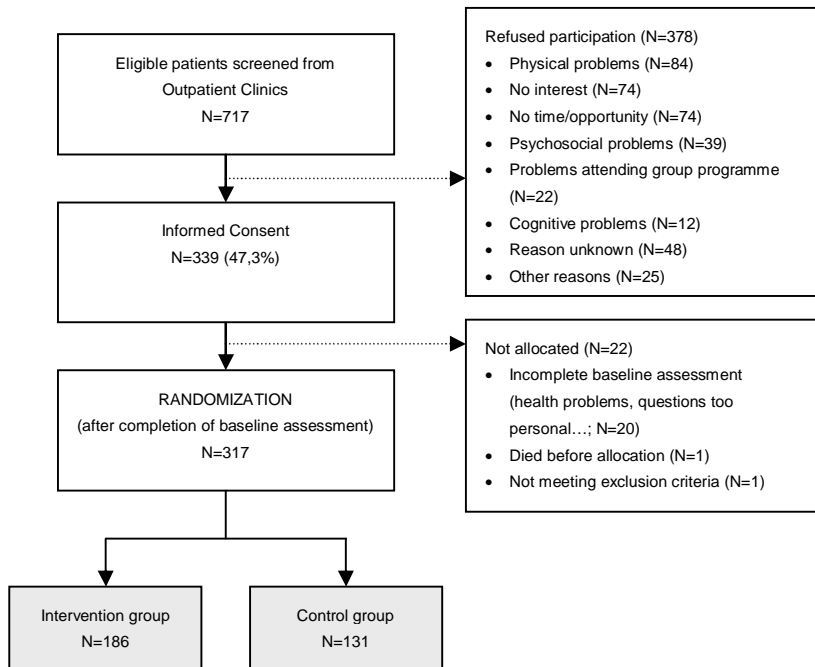 Eligible patients screened from
Outpatient Clinics
N=717
Refused participation (N=378)
• Physical problems (N=84)
• No interest (N=74)
• No time/opportunity (N=74)
• Psychosocial problems (N=39)
• Problems attending group programme
(N=22)
• Cognitive problems (N=12)
• Reason unknown (N=48)
• Other reasons (N=25)
Informed Consent
N=339 (47,3%)
Not allocated (N=22)
• Incomplete baseline assessment
(health problems, questions too
personal…; N=20)
• Died before allocation (N=1)
• Not meeting exclusion criteria (N=1)
RANDOMIZATION
(after completion of baseline assessment)
N=317
Intervention group
N=186
Control group
N=131